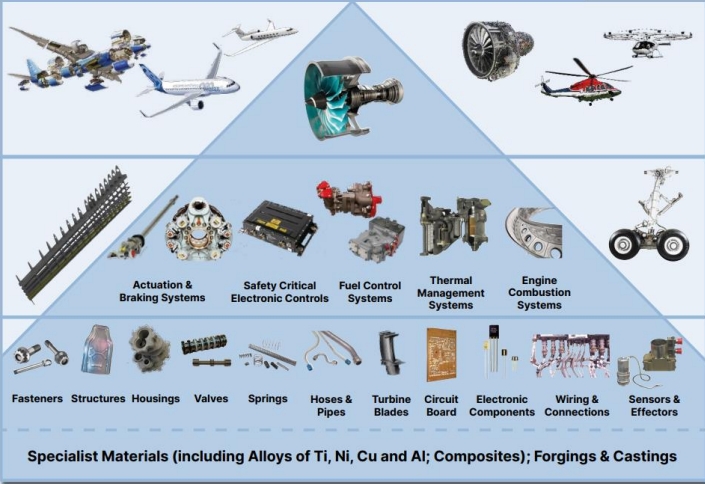 Actuation &
Braking Systems
Safety Critical
Electronic Controls
Fuel Control
Systems
Thermal
Management
Systems
Engine
Combustion
Systems
Fasteners
Structures
Housings
Valves
Springs
Hoses &
Pipes
Turbine
Blades
Circuit
Board
Electronic
Components
Wiring &
Connections
Sensors &
Effectors
Specialist Materials (including Alloys of Ti, Ni, Cu and Al; Composites); Forgings & Castings